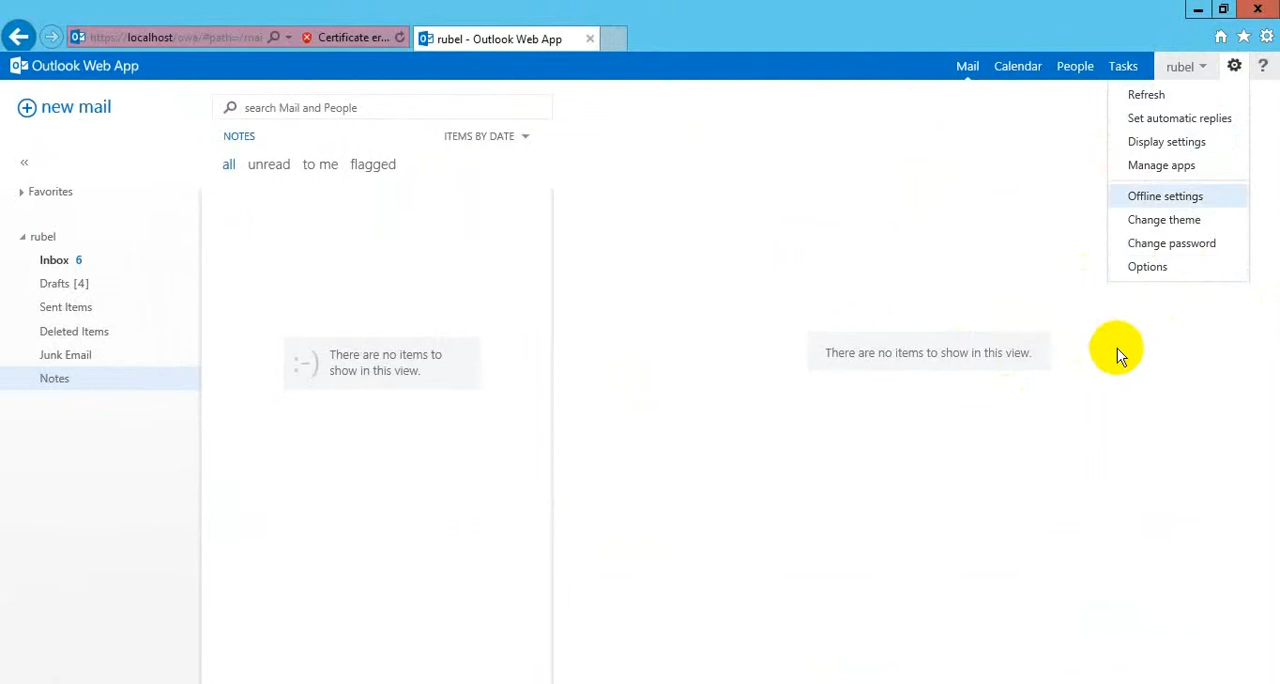 https://localhost/owa/#path=/mai
Certificate er...
rubel - Outlook Web App
Outlook Web App
Mail
Calendar
People
Tasks
rubel
?
new mail
search Mail and People
NOTES
ITEMS BY DATE
all unread to me flagged
Favorites
rubel
Inbox 6
Drafts [4]
Sent Items
Deleted Items
Junk Email
Notes
:-)
There are no items to
show in this view.
There are no items to show in this view.
Refresh
Set automatic replies
Display settings
Manage apps
Offline settings
Change theme
Change password
Options